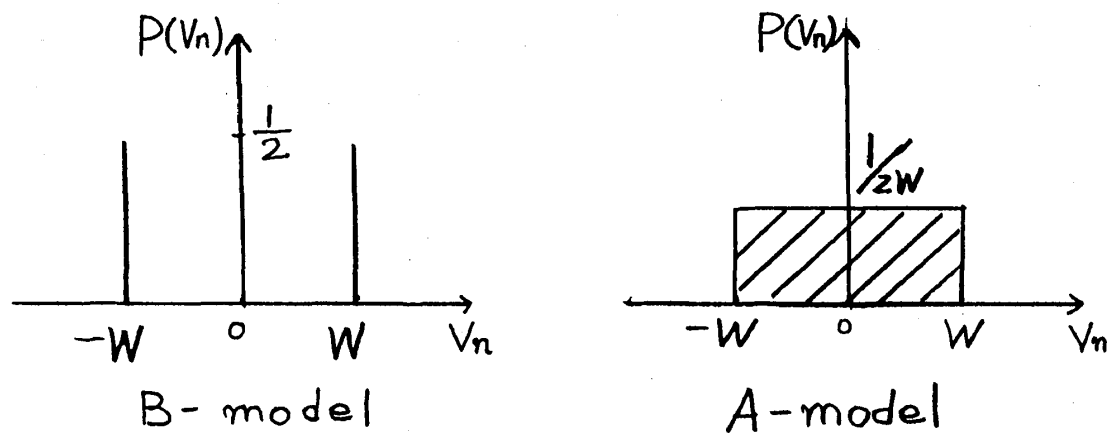 P(Vn) P(Vn)
1/2 1/2W
-W 0 W Vn -W 0 W Vn
B-model A-model